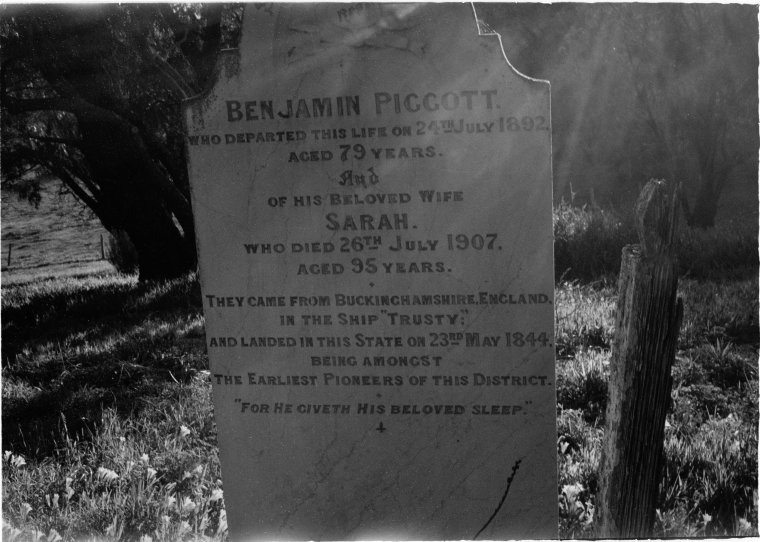 BENJAMIN PIGGOTT.
WHO DEPARTED THIS LIFE ON 24TH JULY 1892.
AGED 79 YEARS.
And
OF HIS BELOVED WIFE
SARAH.
WHO DIED 26TH JULY 1907.
AGED 95 YEARS.
THEY CAME FROM BUCKINGHAMSHIRE, ENGLAND.
IN THE SHIP "TRUSTY;"
AND LANDED IN THIS STATE ON 23RD MAY 1844.
BEING AMONGST
THE EARLIEST PIONEERS OF THIS DISTRICT.
"FOR HE GIVETH HIS BELOVED SLEEP."